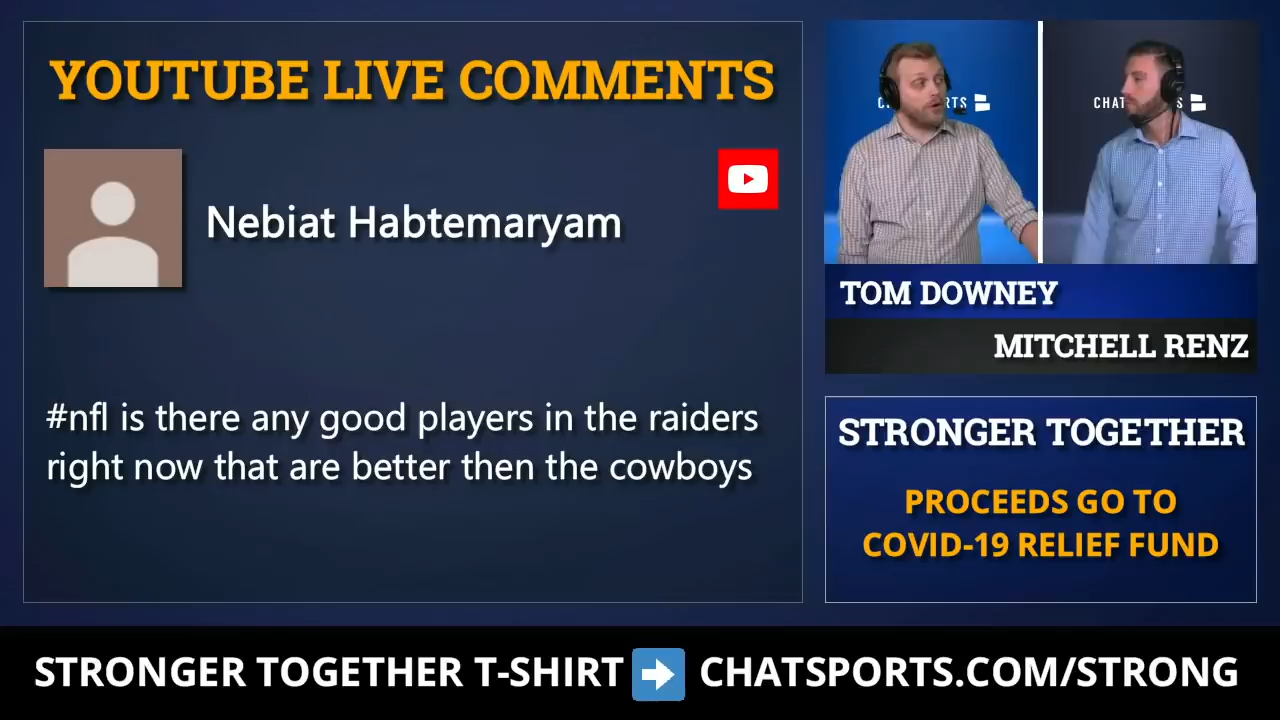 YOUTUBE LIVE COMMENTS
Nebiat Habtemaryam
#nfl is there any good players in the raiders
right now that are better then the cowboys
TOM DOWNEY
MITCHELL RENZ
STRONGER TOGETHER
PROCEEDS GO TO
COVID-19 RELIEF FUND
STRONGER TOGETHER T-SHIRT ➡ CHATSPORTS.COM/STRONG